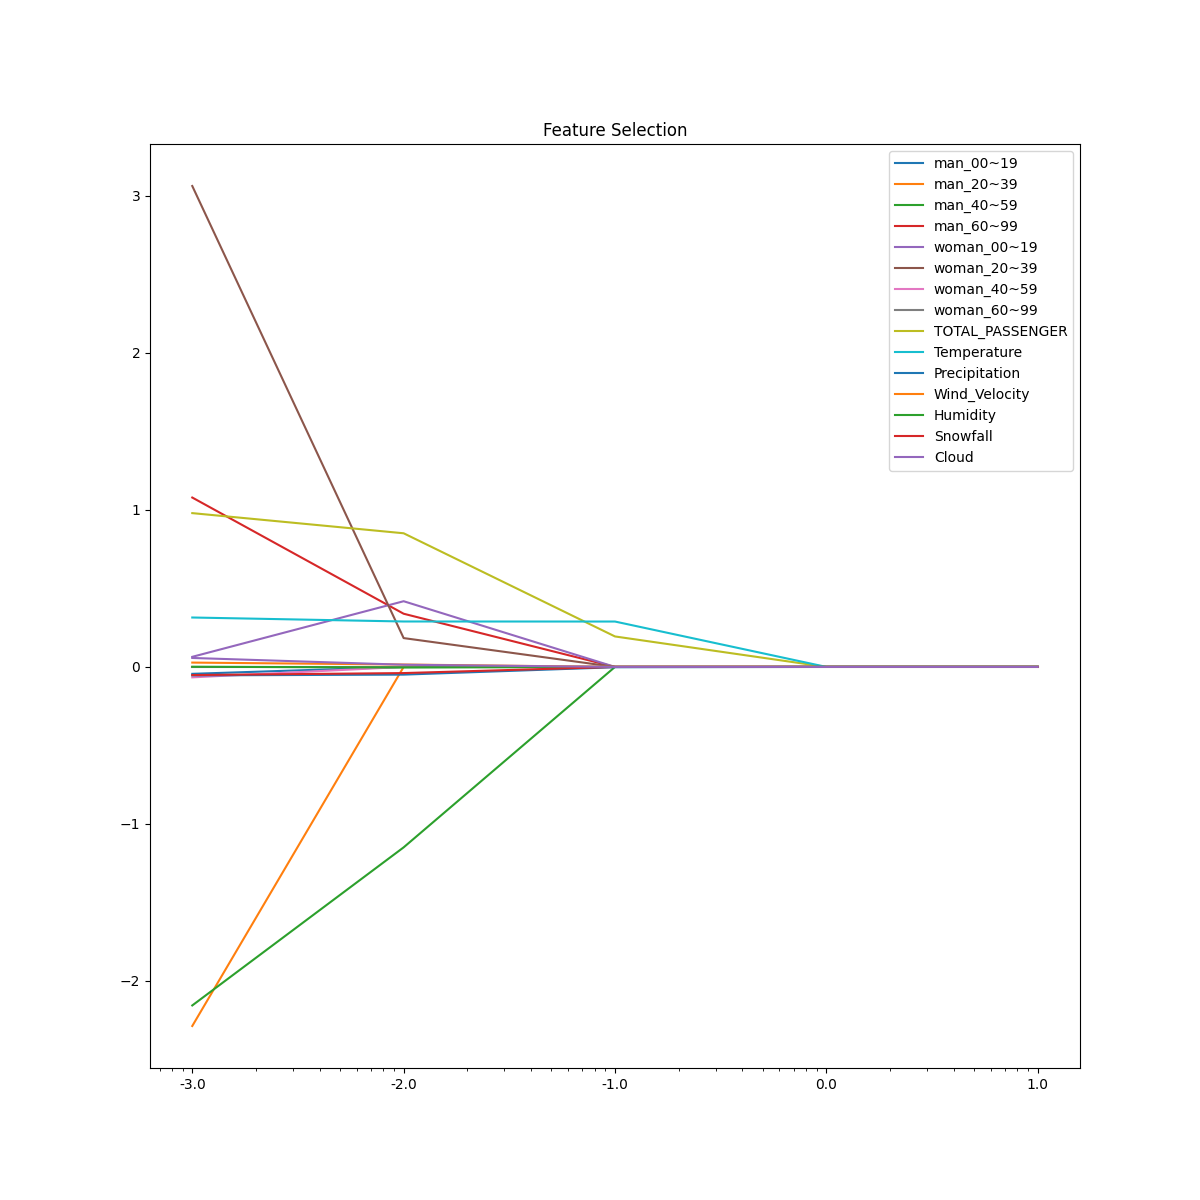 Feature Selection
3
2
1
0
−1
−2
-3.0
-2.0
-1.0
0.0
1.0
man_00~19
man_20~39
man_40~59
man_60~99
woman_00~19
woman_20~39
woman_40~59
woman_60~99
TOTAL_PASSENGER
Temperature
Precipitation
Wind_Velocity
Humidity
Snowfall
Cloud